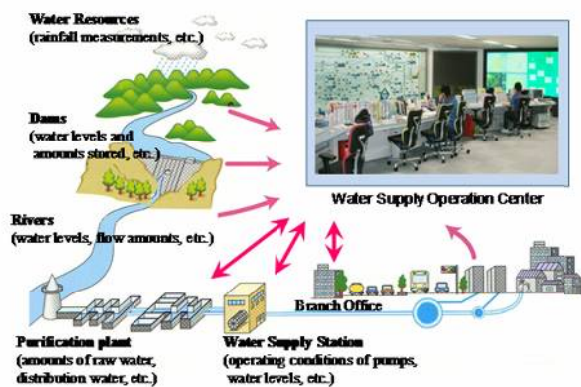 Water Resources
(rainfall measurements, etc.)
Dams
(water levels and
amounts stored, etc.)
Water Supply Operation Center
Rivers
(water levels, flow amounts, etc.)
Branch Office
Purification plant
(amounts of raw water,
distribution water, etc.)
Water Supply Station
(operating conditions of pumps,
water levels, etc.)